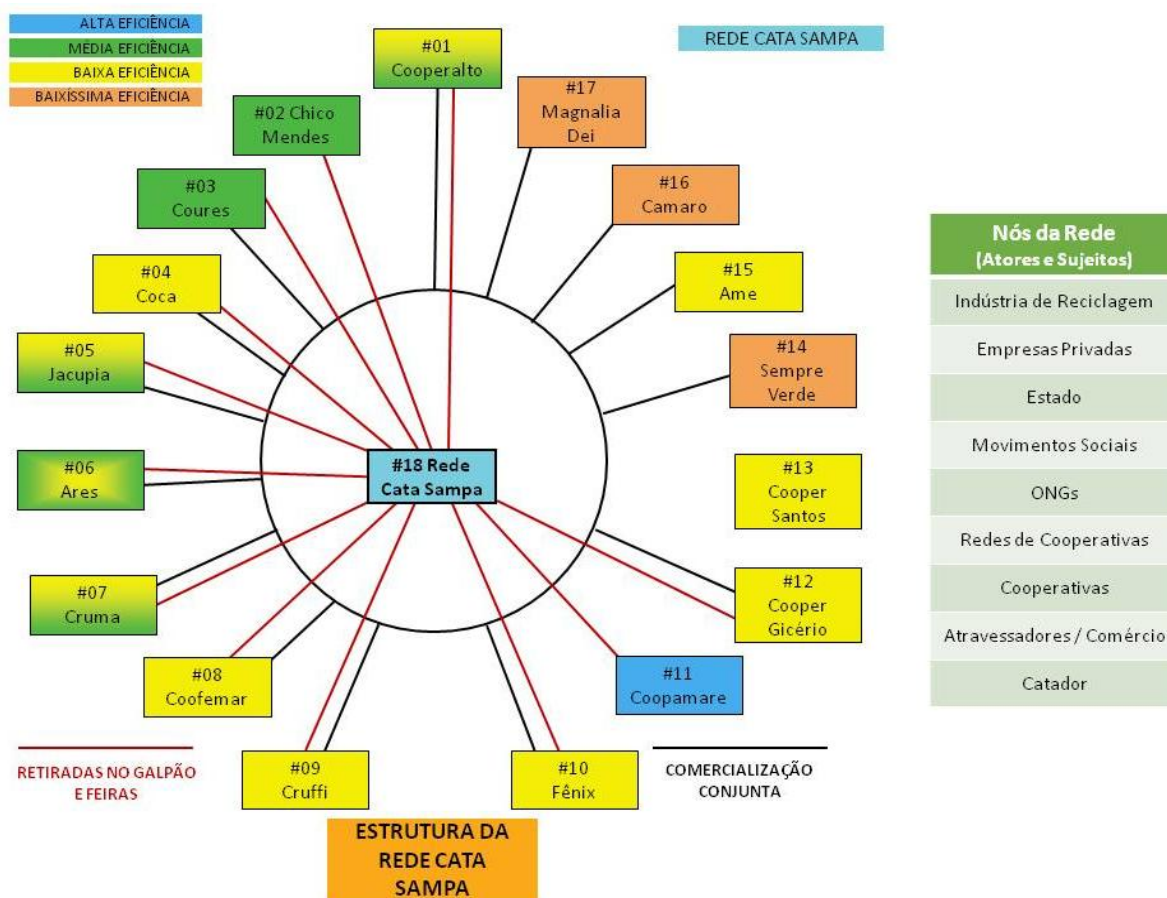 ALTA EFICIÊNCIA
MÉDIA EFICIÊNCIA
BAIXA EFICIÊNCIA
BAIXÍSSIMA EFICIÊNCIA
REDE CATA SAMPA
#01
Cooperalto
#17
Magnalia
Dei
#02 Chico
Mendes
#16
Camaro
#03
Coures
#15
Ame
#04
Coca
#14
Sempre
Verde
#05
Jacupia
#18 Rede
Cata Sampa
#06
Ares
#13
Cooper
Santos
#07
Cruma
#12
Cooper
Gicério
#08
Coofemar
#11
Coopamare
#09
Cruffi
#10
Fênix
RETIRADAS NO GALPÃO
E FEIRAS
COMERCIALIZAÇÃO
CONJUNTA
ESTRUTURA DA
REDE CATA
SAMPA
Nós da Rede
(Atores e Sujeitos)
Indústria de Reciclagem
Empresas Privadas
Estado
Movimentos Sociais
ONGs
Redes de Cooperativas
Cooperativas
Atravessadores / Comércio
Catador